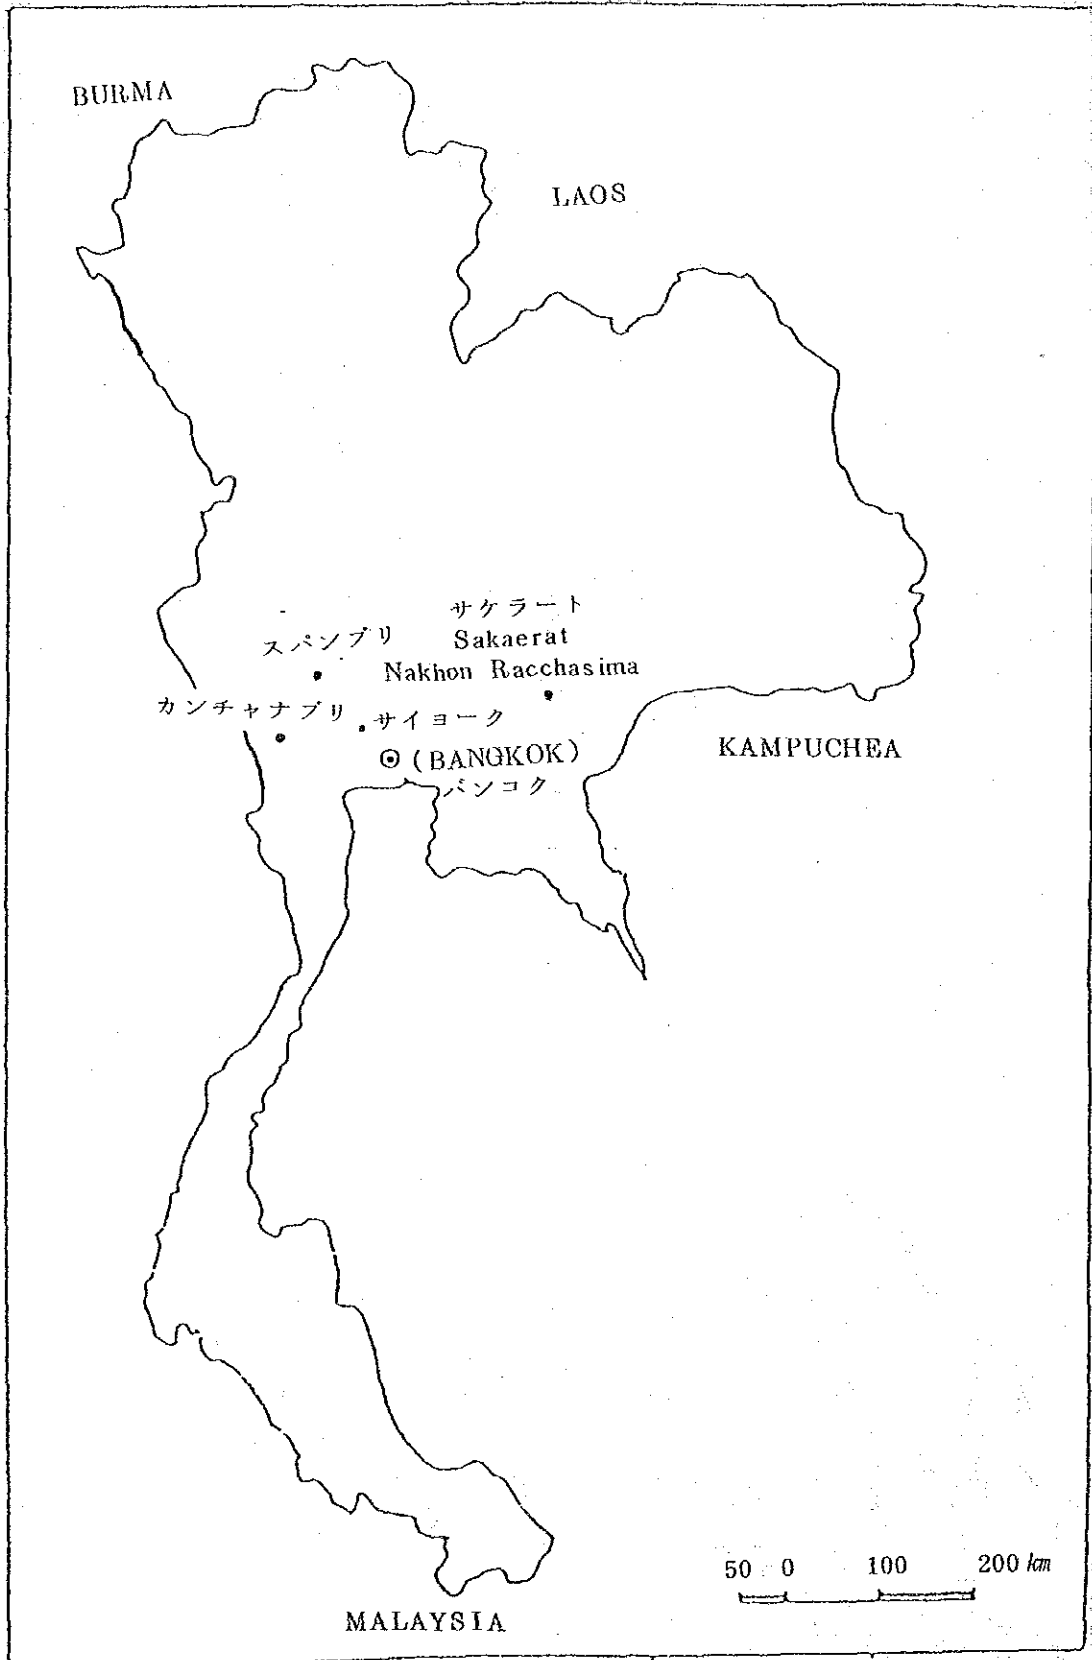 BURMA
LAOS
サケラート
スパンブリ
Sakaerat
Nakhon Racchasima
カンチャナブリ
サイヨーク
(BANGKOK)
バンコク
KAMPUCHEA
50 0 100 200 km
MALAYSIA